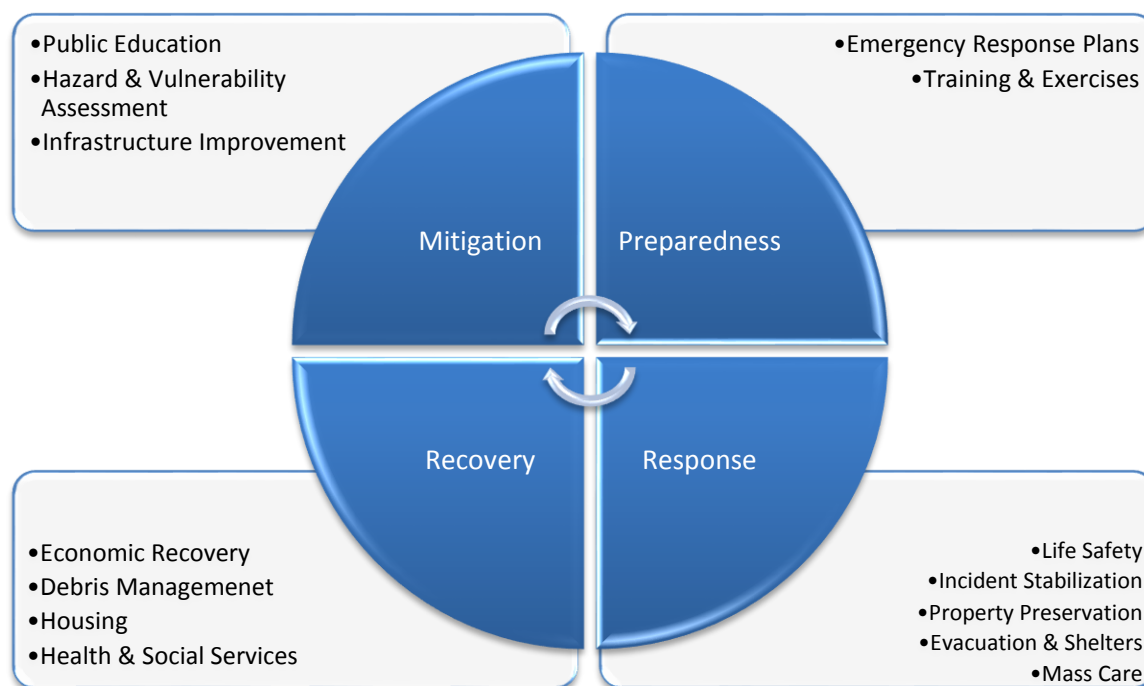 •Public Education
•Hazard & Vulnerability
Assessment
•Infrastructure Improvement
•Emergency Response Plans
•Training & Exercises
Mitigation
Preparedness
Recovery
Response
•Economic Recovery
•Debris Managemenet
•Housing
•Health & Social Services
•Life Safety
•Incident Stabilization
•Property Preservation
•Evacuation & Shelters
•Mass Care